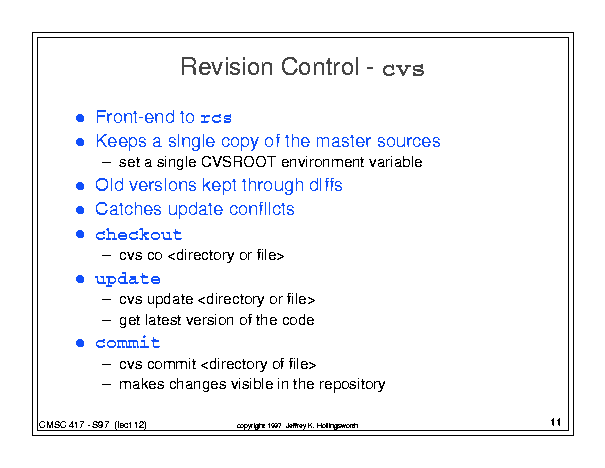 Revision Control - cvs
● Front-end to rcs
● Keeps a single copy of the master sources
– set a single CVSROOT environment variable
● Old versions kept through diffs
● Catches update conflicts
● checkout
– cvs co <directory or file>
● update
– cvs update <directory or file>
– get latest version of the code
● commit
– cvs commit <directory of file>
– makes changes visible in the repository
CMSC 417 - S97 (lect 12) copyright 1997 Jeffrey K. Hollingsworth 11